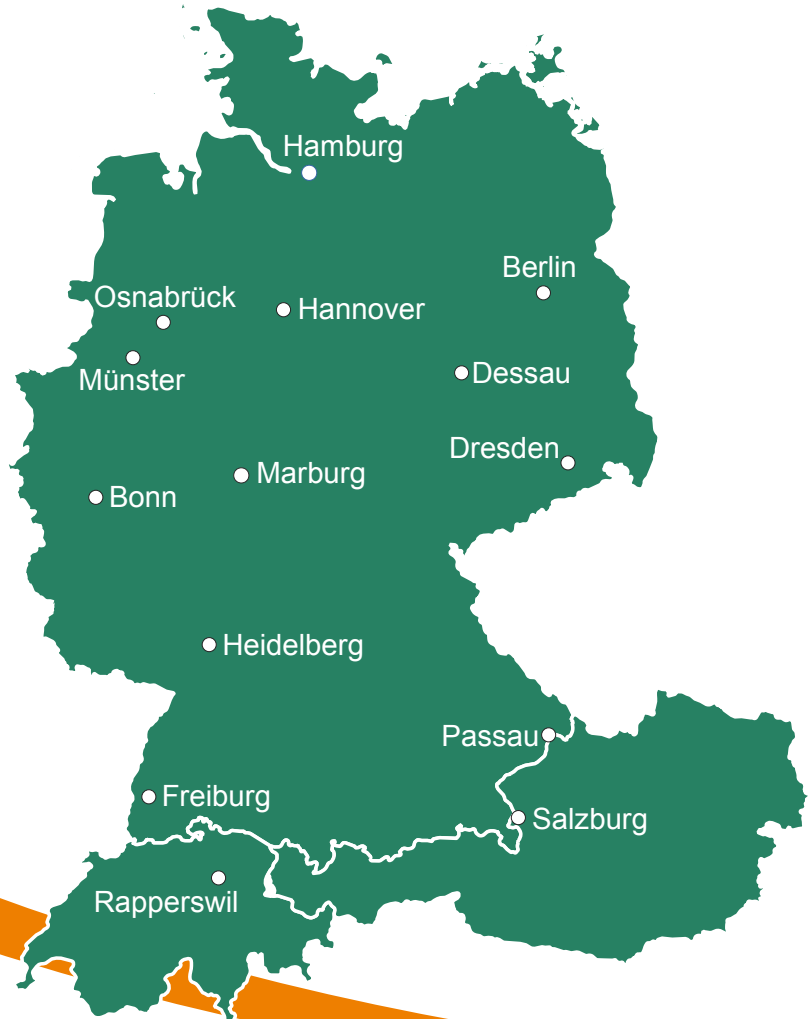 Hamburg
Berlin
Osnabrück
Hannover
Münster
Dessau
Dresden
Marburg
Bonn
Heidelberg
Passau
Freiburg
Salzburg
Rapperswil